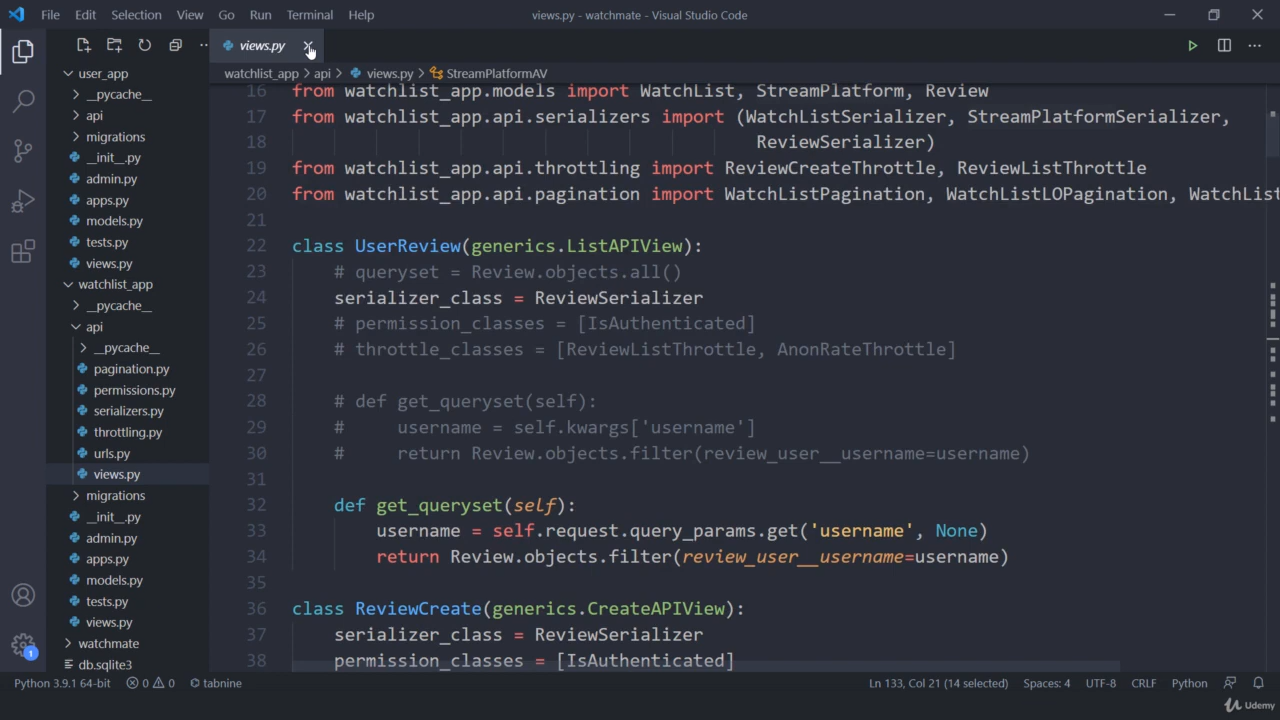 File Edit Selection View Go Run Terminal Help views.py - watchmate - Visual Studio Code
views.py
watchlist_app > api > views.py > StreamPlatformAV
user_app
__pycache__
api
migrations
__init__.py
admin.py
apps.py
models.py
tests.py
views.py
watchlist_app
__pycache__
api
__pycache__
pagination.py
permissions.py
serializers.py
throttling.py
urls.py
views.py
migrations
__init__.py
admin.py
apps.py
models.py
tests.py
views.py
watchmate
db.sqlite3
16 from watchlist_app.models import WatchList, StreamPlatform, Review
17 from watchlist_app.api.serializers import (WatchListSerializer, StreamPlatformSerializer,
18 ReviewSerializer)
19 from watchlist_app.api.throttling import ReviewCreateThrottle, ReviewListThrottle
20 from watchlist_app.api.pagination import WatchListPagination, WatchListLOPagination, WatchList
21
22 class UserReview(generics.ListAPIView):
23 # queryset = Review.objects.all()
24 serializer_class = ReviewSerializer
25 # permission_classes = [IsAuthenticated]
26 # throttle_classes = [ReviewListThrottle, AnonRateThrottle]
27
28 # def get_queryset(self):
29 # username = self.kwargs['username']
30 # return Review.objects.filter(review_user__username=username)
31
32 def get_queryset(self):
33 username = self.request.query_params.get('username', None)
34 return Review.objects.filter(review_user__username=username)
35
36 class ReviewCreate(generics.CreateAPIView):
37 serializer_class = ReviewSerializer
38 permission_classes = [IsAuthenticated]
1
Python 3.9.1 64-bit 0 0 tabnine Ln 133, Col 21 (14 selected) Spaces: 4 UTF-8 CRLF Python
Udemy